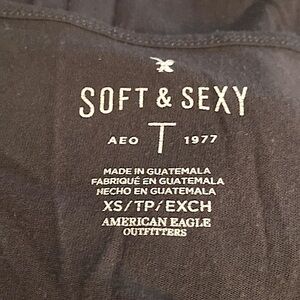 SOFT & SEXY
AEO T 1977
MADE IN GUATEMALA
FABRIQUÉ EN GUATEMALA
HECHO EN GUATEMALA
XS/TP/EXCH
AMERICAN EAGLE
OUTFITTERS